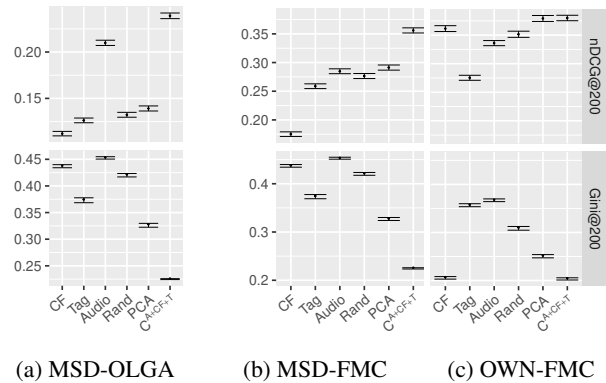 0.20
0.15
0.35
0.30
0.25
0.20
nDCG@200
0.45
0.40
0.35
0.30
0.25
0.4
0.3
0.2
Gini@200
CF Tag Audio Rand PCA C^A+CF+T
CF Tag Audio Rand PCA C^A+CF+T
CF Tag Audio Rand PCA C^A+CF+T
(a) MSD-OLGA (b) MSD-FMC (c) OWN-FMC